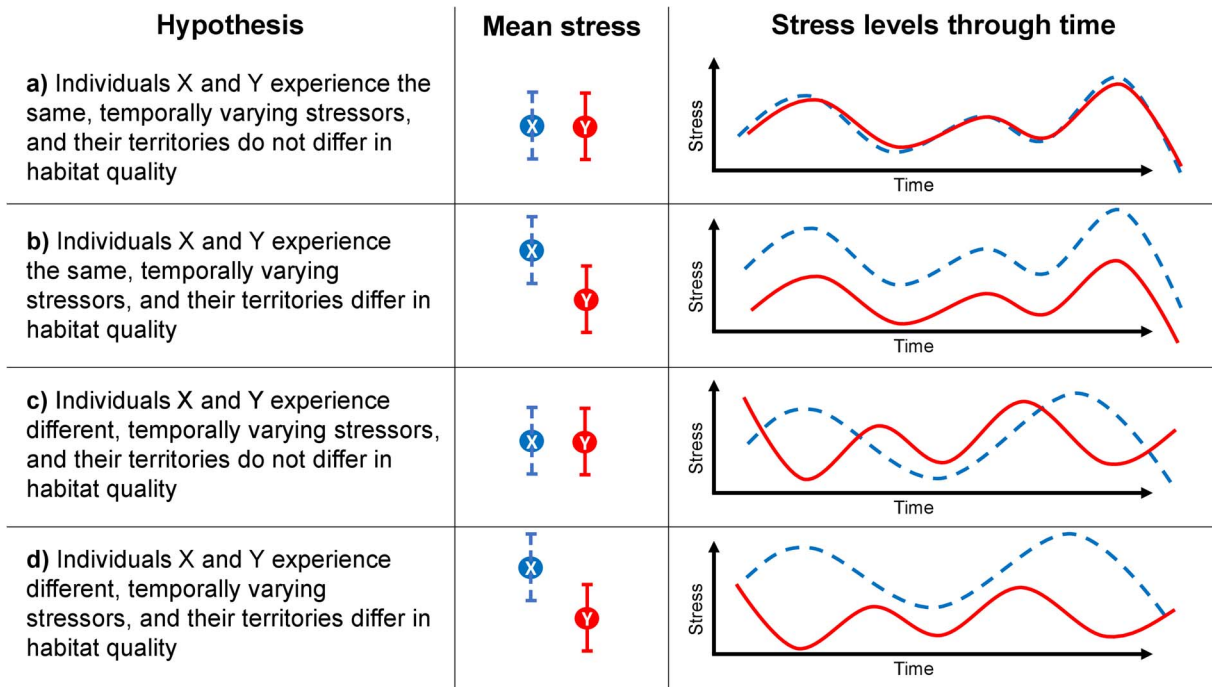 Hypothesis
Mean stress
Stress levels through time
a) Individuals X and Y experience the
same, temporally varying stressors,
and their territories do not differ in
habitat quality
X
Y
Stress
Time
b) Individuals X and Y experience
the same, temporally varying
stressors, and their territories differ in
habitat quality
X
Y
Stress
Time
c) Individuals X and Y experience
different, temporally varying stressors,
and their territories do not differ in
habitat quality
X
Y
Stress
Time
d) Individuals X and Y experience
different, temporally varying
stressors, and their territories differ in
habitat quality
X
Y
Stress
Time